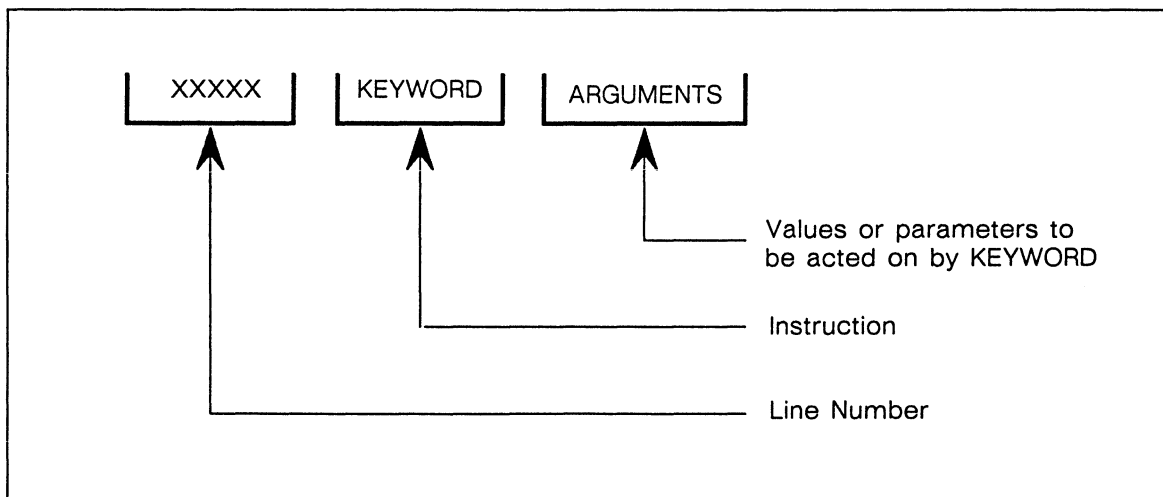 XXXXX KEYWORD ARGUMENTS
Values or parameters to
be acted on by KEYWORD
Instruction
Line Number